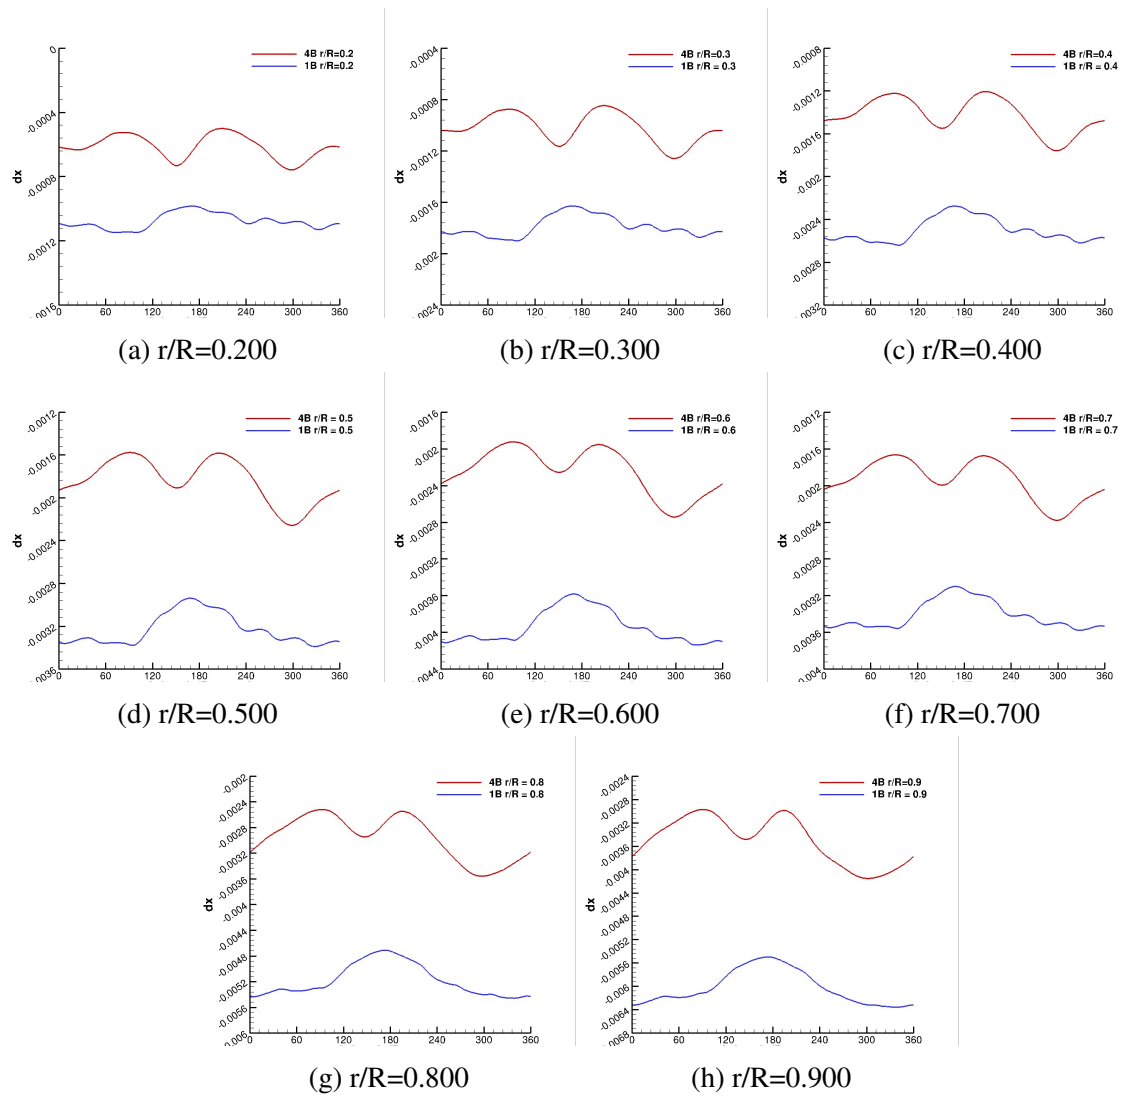 0
-0.0004
-0.0008
-0.0012
.0016
dx
4B r/R=0.2
1B r/R=0.2
0 60 120 180 240 300 360
(a) r/R=0.200
-0.0004
-0.0008
-0.0012
-0.0016
-0.002
.0024
dx
4B r/R=0.3
1B r/R = 0.3
0 60 120 180 240 300 360
(b) r/R=0.300
-0.0008
-0.0012
-0.0016
-0.002
-0.0024
-0.0028
.0032
dx
4B r/R=0.4
1B r/R = 0.4
0 60 120 180 240 300 360
(c) r/R=0.400
-0.0012
-0.0016
-0.002
-0.0024
-0.0028
-0.0032
.0036
dx
4B r/R = 0.5
1B r/R = 0.5
0 60 120 180 240 300 360
(d) r/R=0.500
-0.0016
-0.002
-0.0024
-0.0028
-0.0032
-0.0036
-0.004
.0044
dx
4B r/R=0.6
1B r/R = 0.6
0 60 120 180 240 300 360
(e) r/R=0.600
-0.0012
-0.0016
-0.002
-0.0024
-0.0028
-0.0032
-0.0036
-0.004
dx
4B r/R=0.7
1B r/R = 0.7
0 60 120 180 240 300 360
(f) r/R=0.700
-0.002
-0.0024
-0.0028
-0.0032
-0.0036
-0.004
-0.0044
-0.0048
-0.0052
-0.0056
.006
dx
4B r/R = 0.8
1B r/R = 0.8
0 60 120 180 240 300 360
(g) r/R=0.800
-0.0024
-0.0028
-0.0032
-0.0036
-0.004
-0.0044
-0.0048
-0.0052
-0.0056
-0.006
-0.0064
.0068
dx
4B r/R=0.9
1B r/R = 0.9
0 60 120 180 240 300 360
(h) r/R=0.900